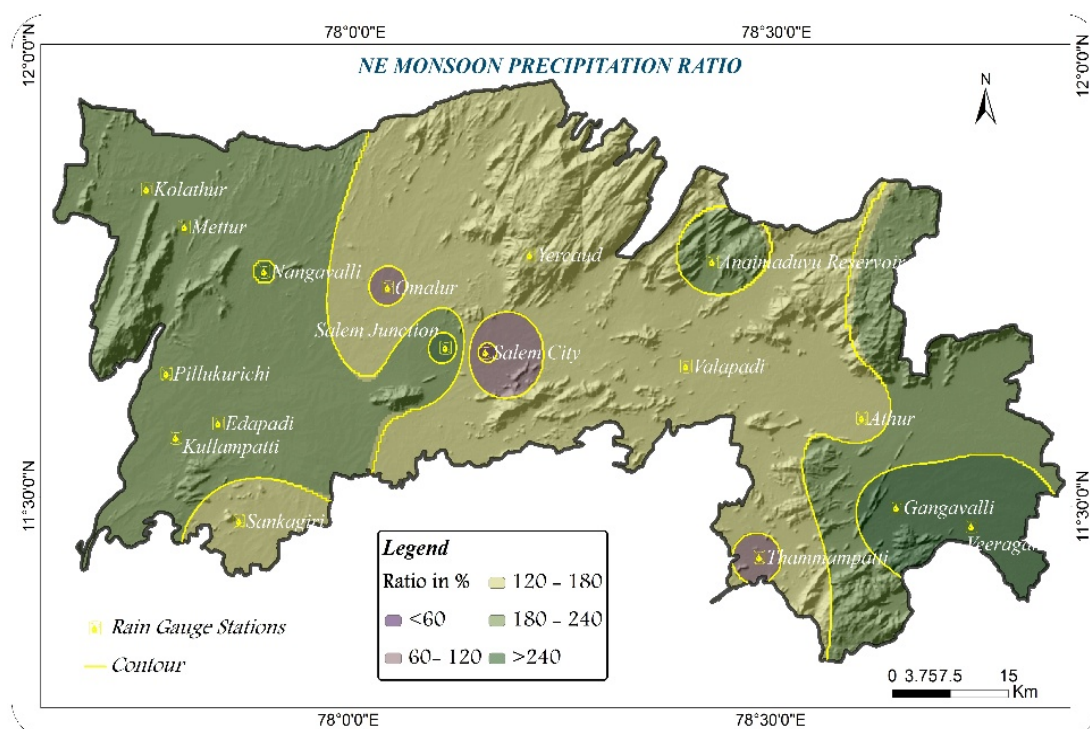 78°0'0"E 78°30'0"E
12°0'0"N 12°0'0"N
NE MONSOON PRECIPITATION RATIO
N
Kolathur
Mettur
Yercaud
Anaimaduvu Reservoir
Nangavalli
Omalur
Salem Junction
Salem City
Valapadi
Pillukurichi
Athur
Edapadi
Kullampatti
11°30'0"N 11°30'0"N
Gangavalli
Sankagiri
Thammampatti
Legend
Ratio in %
<60
60- 120
120 - 180
180 - 240
>240
Rain Gauge Stations
Contour
0 3.757.5 15
Km
78°0'0"E 78°30'0"E